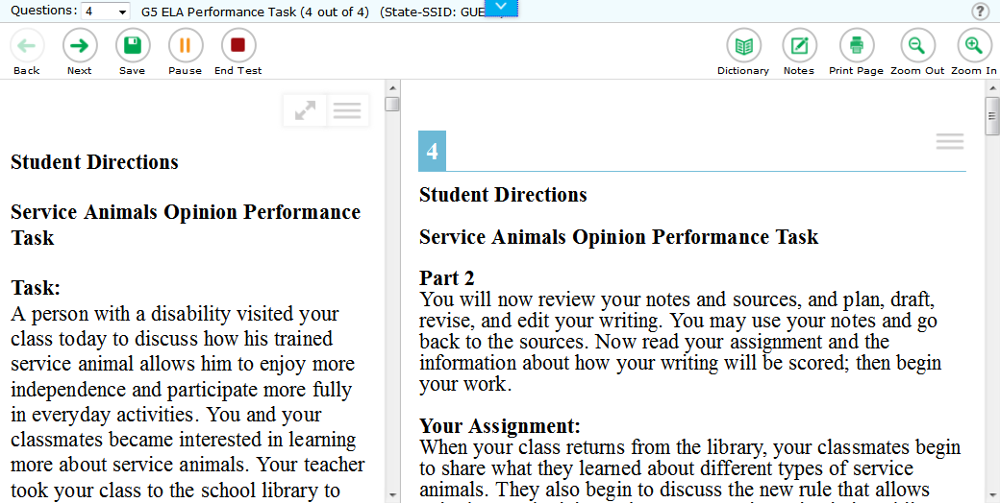 Questions: 4 G5 ELA Performance Task (4 out of 4) (State-SSID: GUE
?
Back Next Save Pause End Test Dictionary Notes Print Page Zoom Out Zoom In
Student Directions
Service Animals Opinion Performance
Task
Task:
A person with a disability visited your
class today to discuss how his trained
service animal allows him to enjoy more
independence and participate more fully
in everyday activities. You and your
classmates became interested in learning
more about service animals. Your teacher
took your class to the school library to
4
Student Directions
Service Animals Opinion Performance Task
Part 2
You will now review your notes and sources, and plan, draft,
revise, and edit your writing. You may use your notes and go
back to the sources. Now read your assignment and the
information about how your writing will be scored; then begin
your work.
Your Assignment:
When your class returns from the library, your classmates begin
to share what they learned about different types of service
animals. They also begin to discuss the new rule that allows